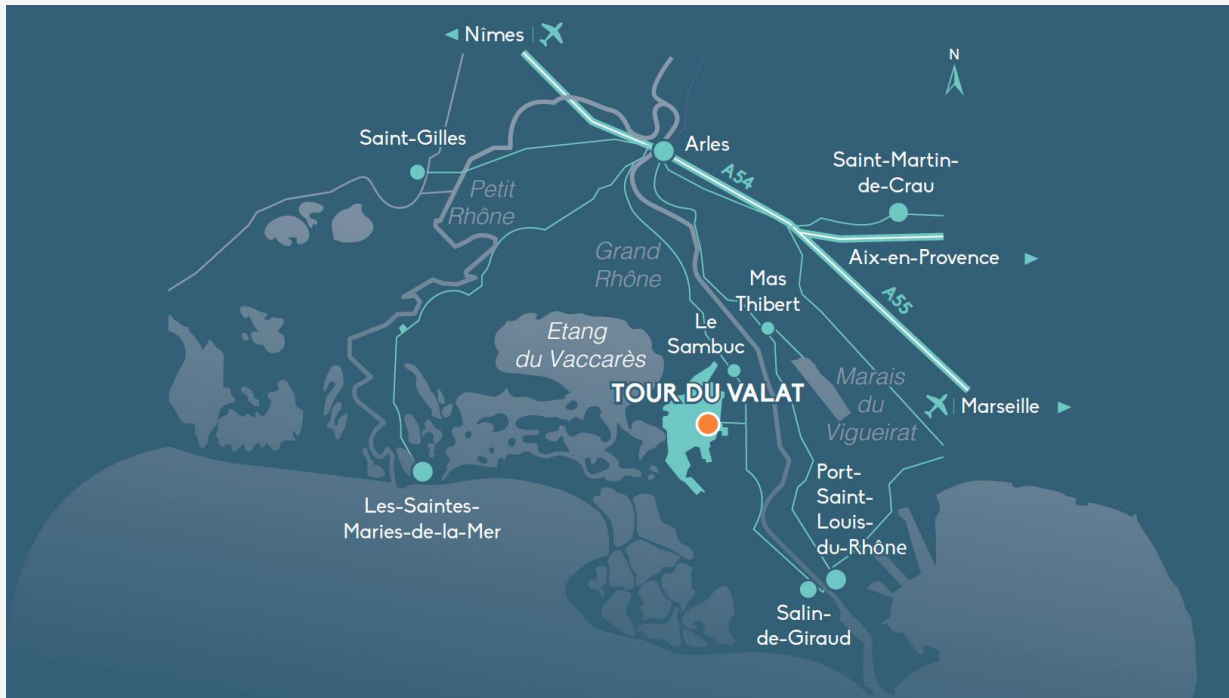 Nîmes
N
Saint-Gilles
Arles
Saint-Martin-
de-Crau
A54
Petit
Rhône
Grand
Rhône
Aix-en-Provence
A55
Mas
Thibert
Le
Sambuc
Etang
du Vaccarès
TOUR DU VALAT
Marais
du
Vigueirat
Marseille
Port-
Saint-
Louis-
du-Rhône
Les-Saintes-
Maries-de-la-Mer
Salin-
de-Giraud